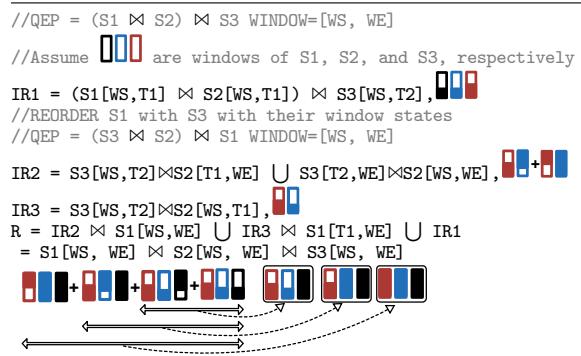 //QEP = (S1 ⋈ S2) ⋈ S3 WINDOW=[WS, WE]
//Assume are windows of S1, S2, and S3, respectively
IR1 = (S1[WS,T1] ⋈ S2[WS,T1]) ⋈ S3[WS,T2],
//REORDER S1 with S3 with their window states
//QEP = (S3 ⋈ S2) ⋈ S1 WINDOW=[WS, WE]
IR2 = S3[WS,T2]⋈S2[T1,WE] ⋃ S3[T2,WE]⋈S2[WS,WE], +
IR3 = S3[WS,T2]⋈S2[WS,T1],
R = IR2 ⋈ S1[WS,WE] ⋃ IR3 ⋈ S1[T1,WE] ⋃ IR1
= S1[WS, WE] ⋈ S2[WS, WE] ⋈ S3[WS, WE]
+ + +